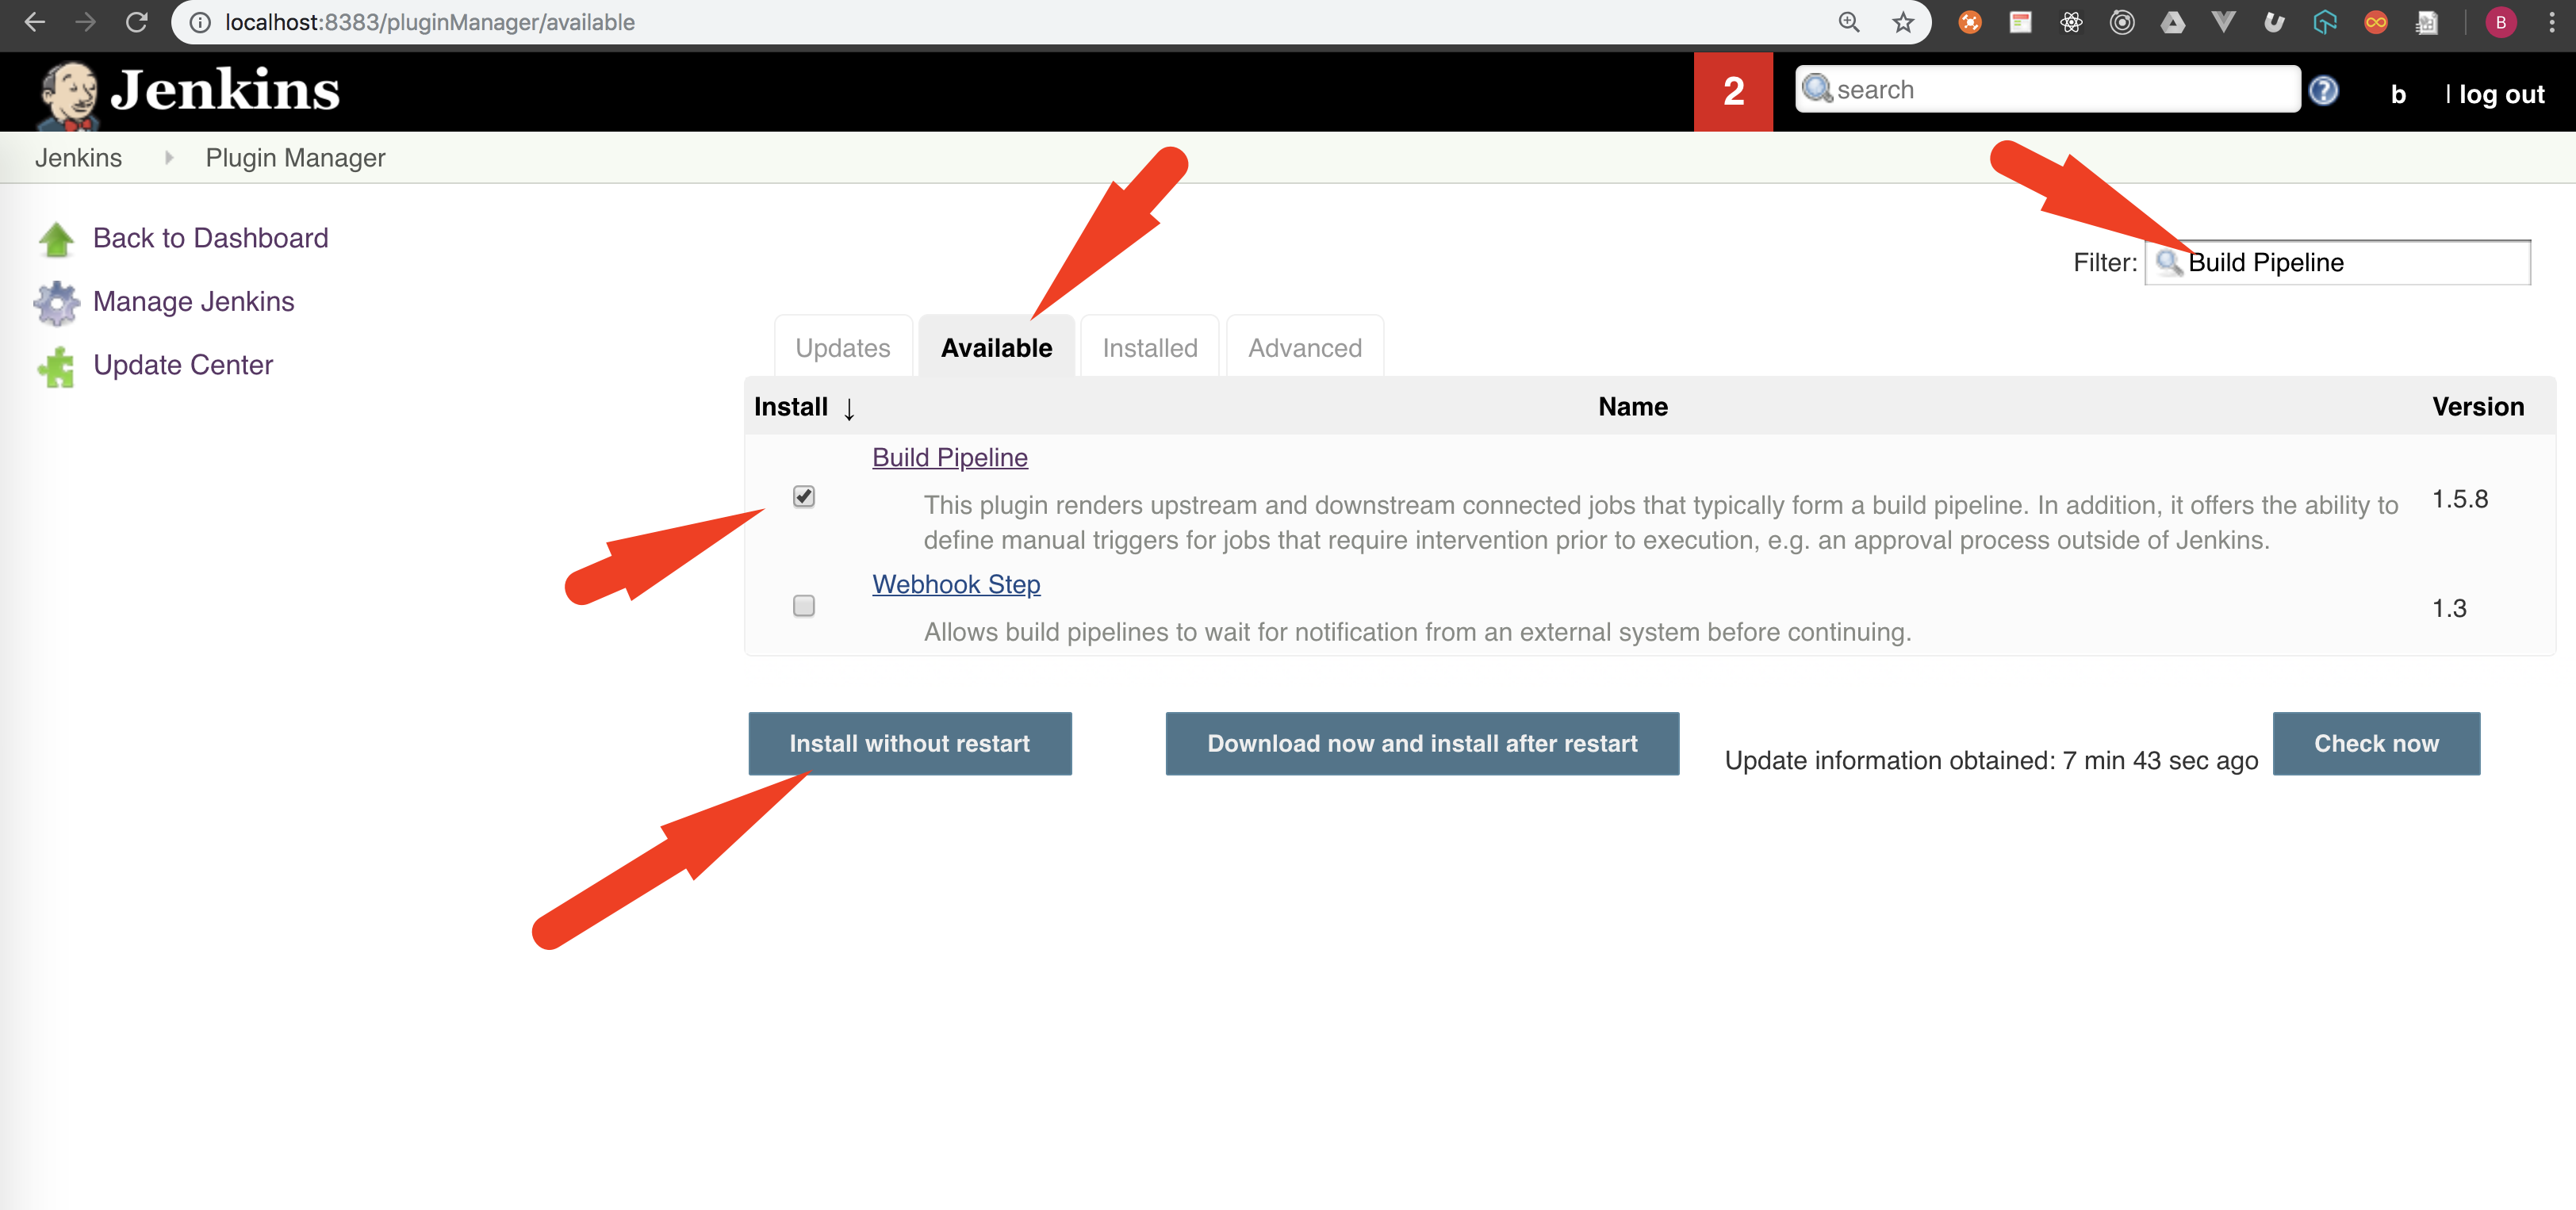 localhost:8383/pluginManager/available
B
Jenkins
2
search
b | log out
Jenkins Plugin Manager
Back to Dashboard
Manage Jenkins
Update Center
Filter: Build Pipeline
Updates Available Installed Advanced
Install ↓ Name Version
Build Pipeline
This plugin renders upstream and downstream connected jobs that typically form a build pipeline. In addition, it offers the ability to
define manual triggers for jobs that require intervention prior to execution, e.g. an approval process outside of Jenkins.
1.5.8
Webhook Step
Allows build pipelines to wait for notification from an external system before continuing.
1.3
Install without restart
Download now and install after restart
Update information obtained: 7 min 43 sec ago
Check now